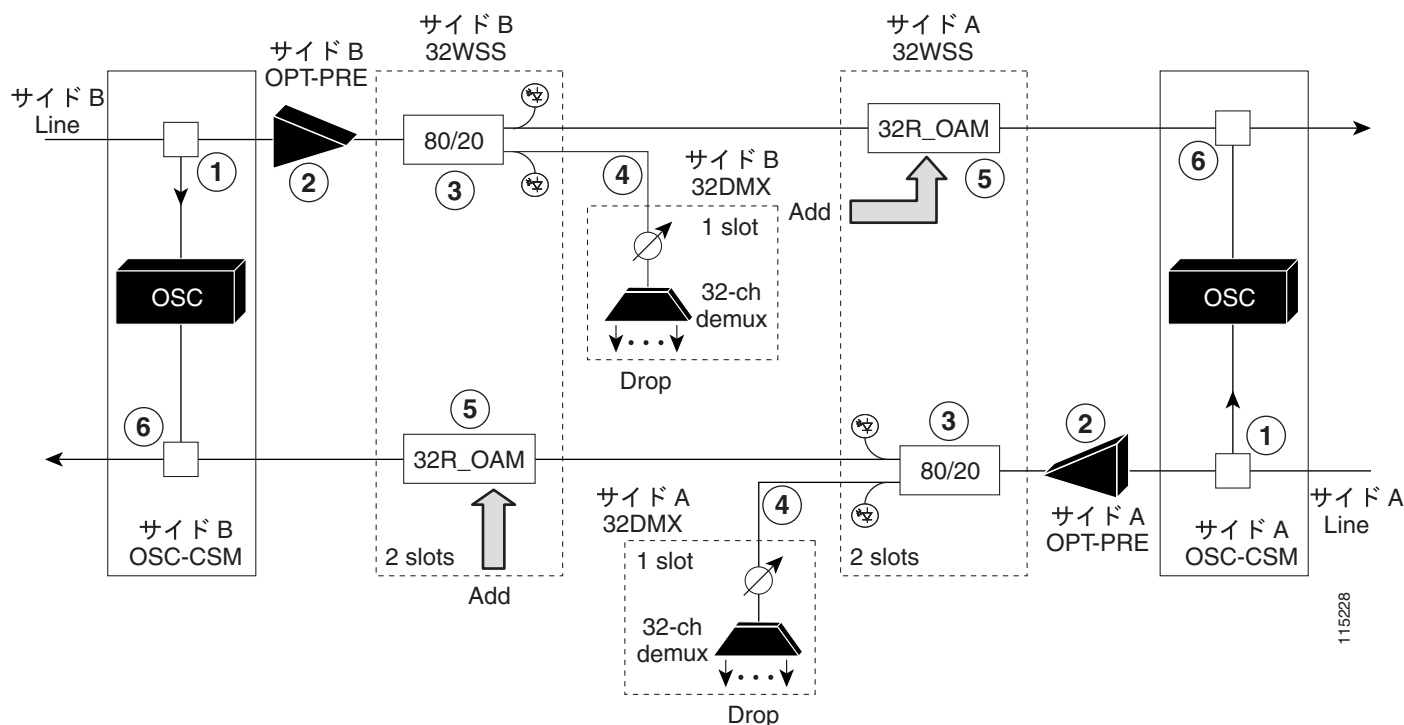 サイド B
32WSS
サイド A
32WSS
サイド B
OPT-PRE
サイド B
Line
80/20
32R_OAM
1
2
3
4
サイド B
32DMX
5
6
Add
1 slot
OSC
32-ch
demux
OSC
Drop
6
5
32R_OAM
3
80/20
2
1
サイド A
32DMX
4
サイド B
OSC-CSM
2 slots
Add
1 slot
2 slots
サイド A
OPT-PRE
サイド A
OSC-CSM
サイド A
Line
32-ch
demux
Drop
115228